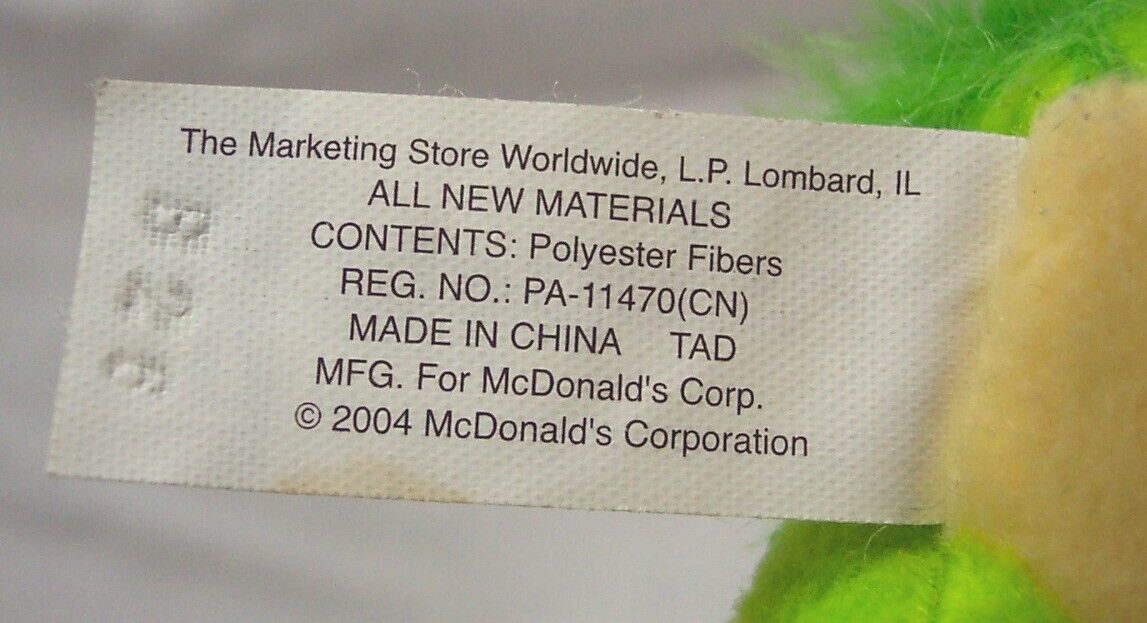 The Marketing Store Worldwide, L.P. Lombard, IL
ALL NEW MATERIALS
CONTENTS: Polyester Fibers
REG. NO.: PA-11470(CN)
MADE IN CHINA TAD
MFG. For McDonald's Corp.
© 2004 McDonald's Corporation